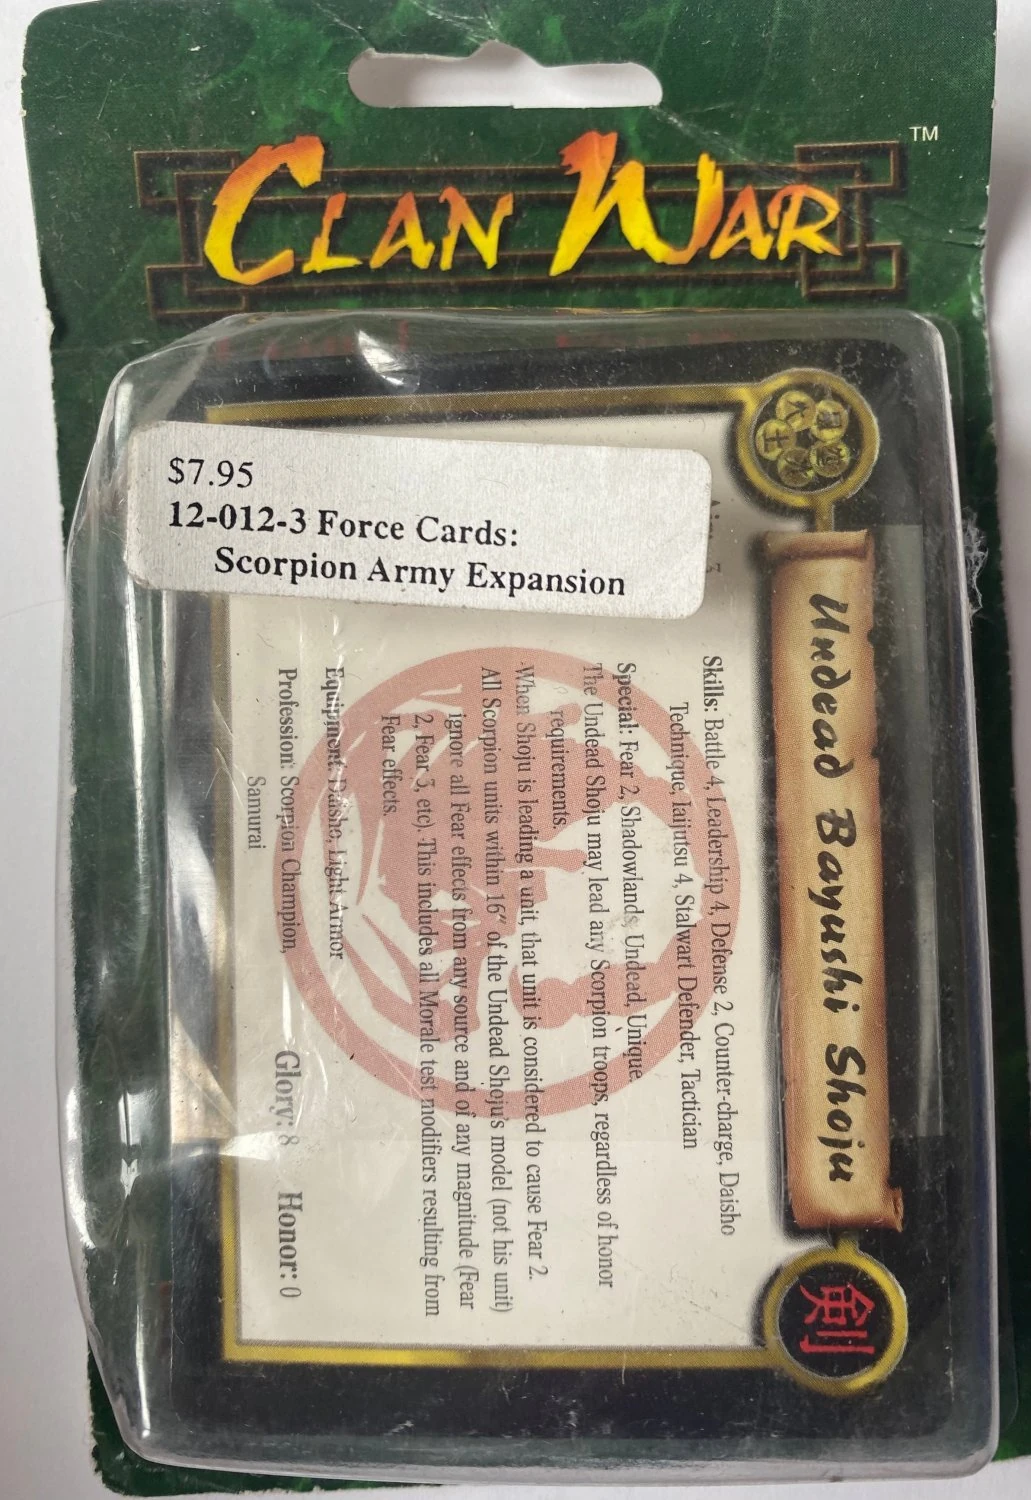 CLAN WAR
TM
$7.95
12-012-3 Force Cards:
Scorpion Army Expansion
Undead Bayushi Shoju
剣
Skills: Battle 4, Leadership 4, Defense 2, Counter-charge, Daisho
Technique, Iaijutsu 4, Stalwart Defender, Tactician
Special: Fear 2, Shadowlands, Undead, Unique.
The Undead Shoju may lead any Scorpion troops, regardless of honor
requirements.
-When Shoju is leading a unit, that unit is considered to cause Fear 2.
All Scorpion units within 16" of the Undead Shoju's model (not his unit)
ignore all Fear effects from any source and of any magnitude (Fear
2, Fear 3, etc). This includes all Morale test modifiers resulting from
Fear effects.
Equipment: Daisho, Light Armor
Profession: Scorpion Champion,
Samurai
Glory: 8 Honor: 0